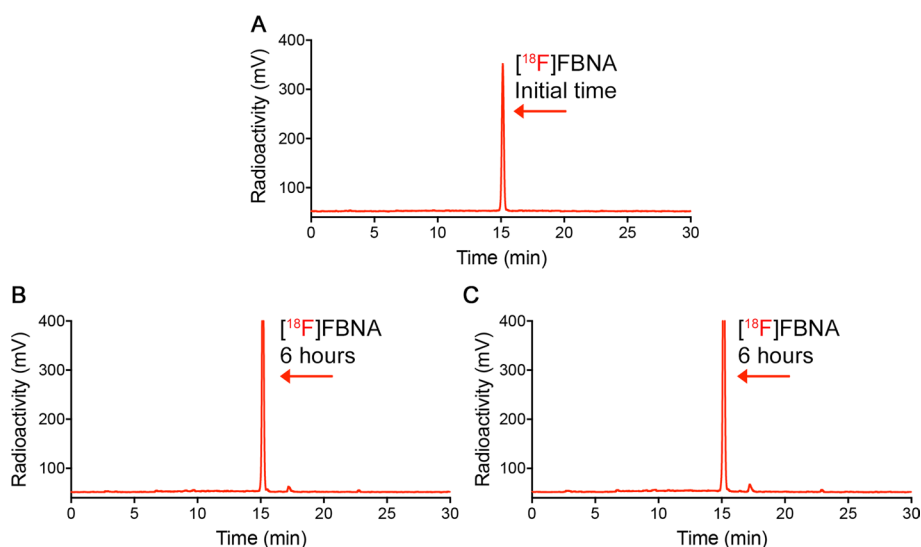 A
Radioactivity (mV)
400
300
200
100
[¹⁸F]FBNA
Initial time
0 5 10 15 20 25 30
Time (min)
B
Radioactivity (mV)
400
300
200
100
[¹⁸F]FBNA
6 hours
0 5 10 15 20 25 30
Time (min)
C
Radioactivity (mV)
400
300
200
100
[¹⁸F]FBNA
6 hours
0 5 10 15 20 25 30
Time (min)